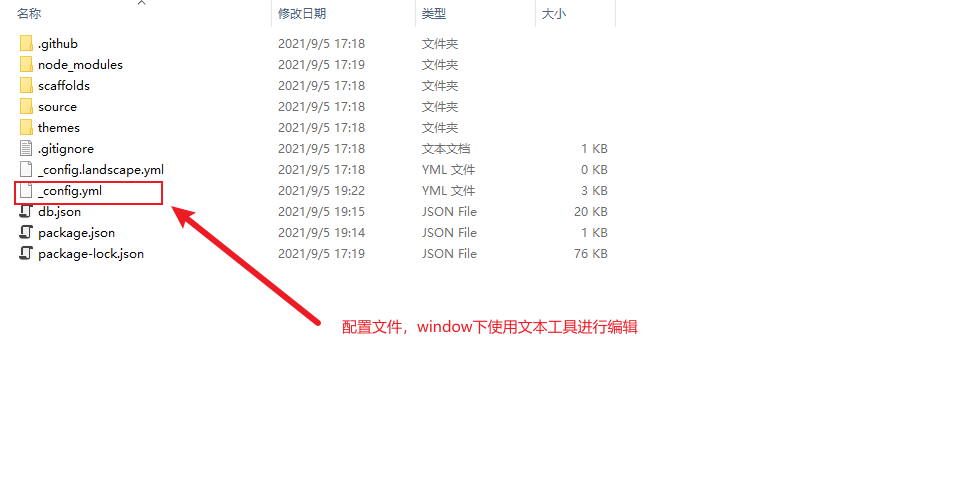 名称 修改日期 类型 大小
.github 2021/9/5 17:18 文件夹
node_modules 2021/9/5 17:19 文件夹
scaffolds 2021/9/5 17:18 文件夹
source 2021/9/5 17:18 文件夹
themes 2021/9/5 17:18 文件夹
.gitignore 2021/9/5 17:18 文本文档 1 KB
_config.landscape.yml 2021/9/5 17:18 YML 文件 0 KB
_config.yml 2021/9/5 19:22 YML 文件 3 KB
db.json 2021/9/5 19:15 JSON File 20 KB
package.json 2021/9/5 19:14 JSON File 1 KB
package-lock.json 2021/9/5 17:19 JSON File 76 KB
配置文件，window下使用文本工具进行编辑